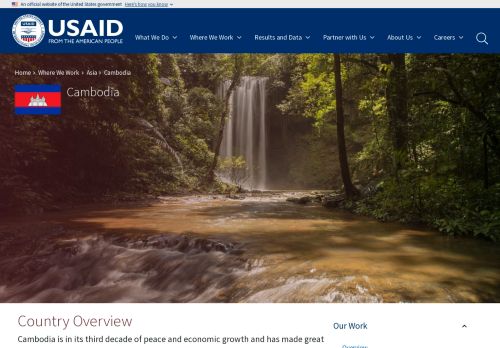 An official website of the United States government Here's how you know
USAID
FROM THE AMERICAN PEOPLE
What We Do Where We Work Results and Data Partner with Us About Us Careers
Home › Where We Work › Asia › Cambodia
Cambodia
Country Overview
Cambodia is in its third decade of peace and economic growth and has made great
Our Work
Overview